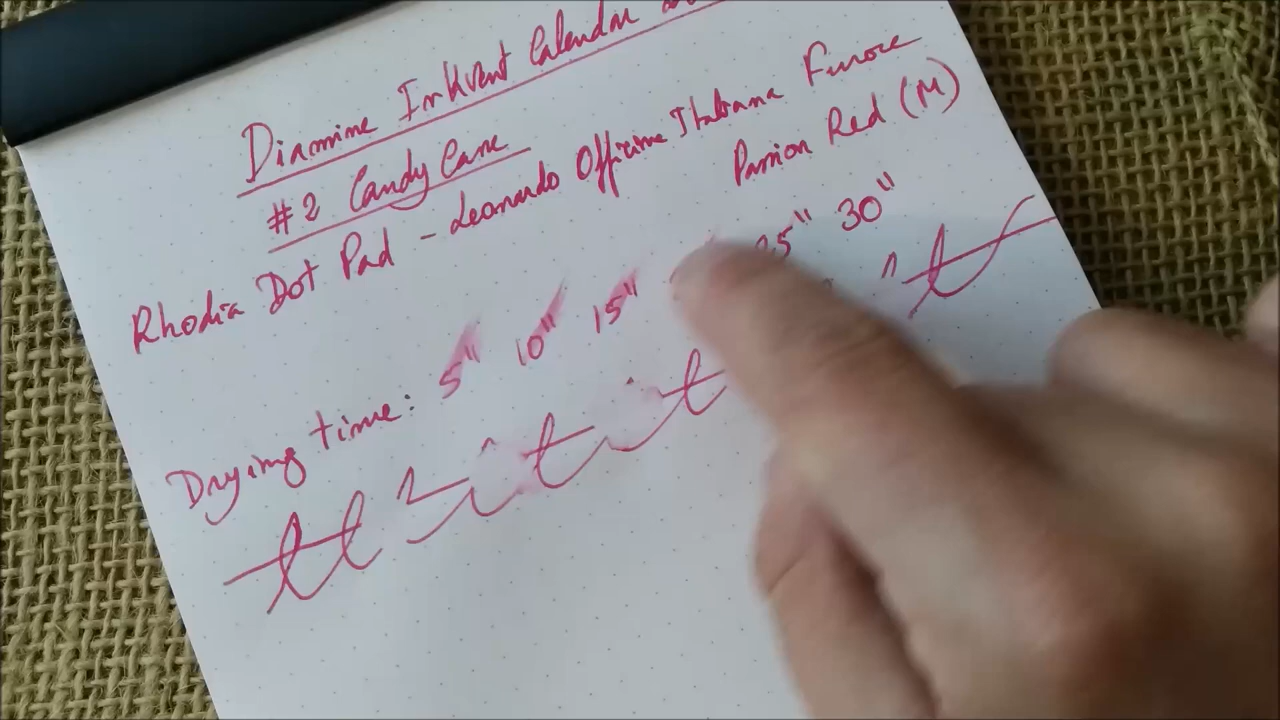 Diamine Inkvent Calendar
#2 Candy Cane
Rhodia Dot Pad - Leonardo Officina Italiana Furore
Passion Red (M)
Drying time: 5" 10" 15" 25" 30"